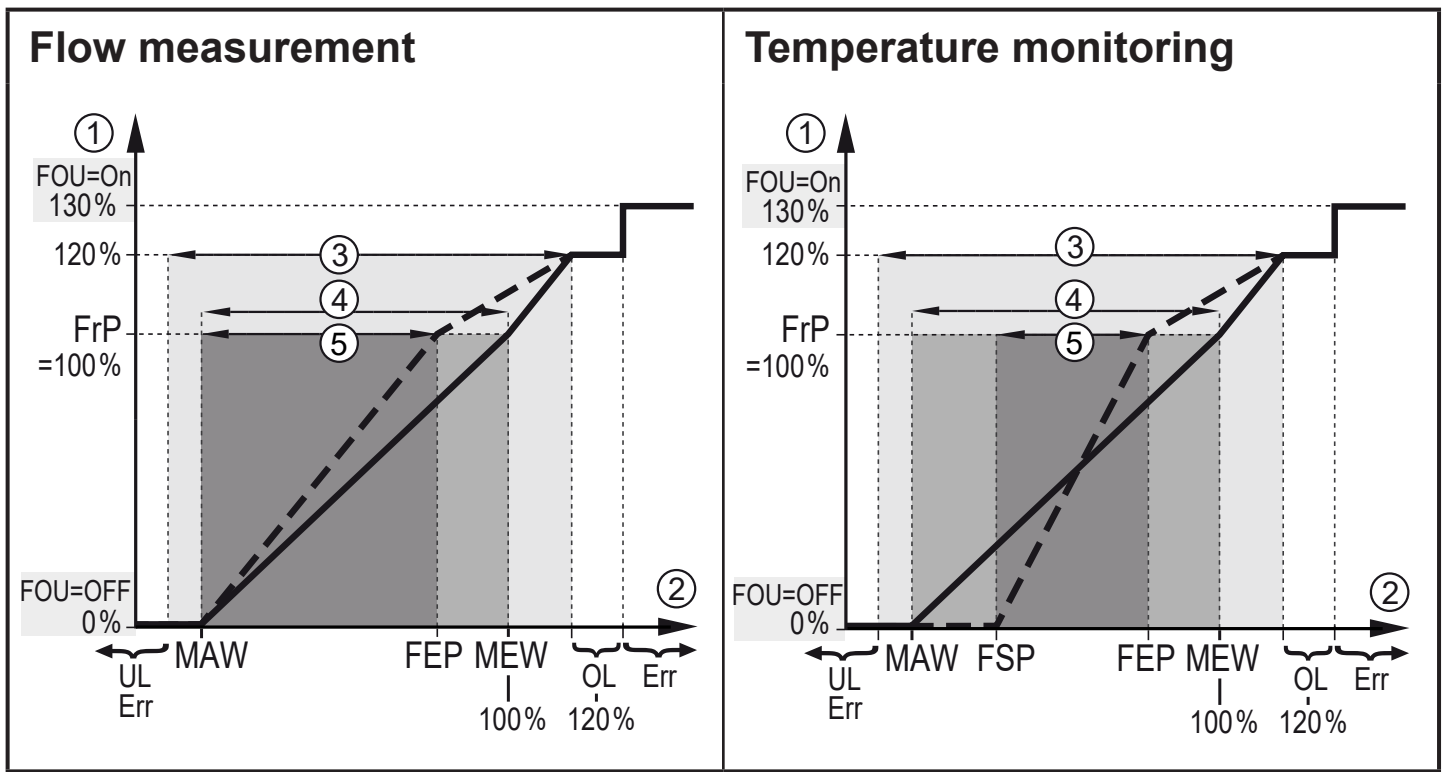 Flow measurement
①
FOU=On
130%
120%
③
④
FrP
=100%
⑤
FOU=OFF
0%
②
MAW FEP MEW
UL
Err
OL
Err
100% 120%
Temperature monitoring
①
FOU=On
130%
120%
③
④
FrP
=100%
⑤
FOU=OFF
0%
②
MAW FSP FEP MEW
UL
Err
OL
Err
100% 120%